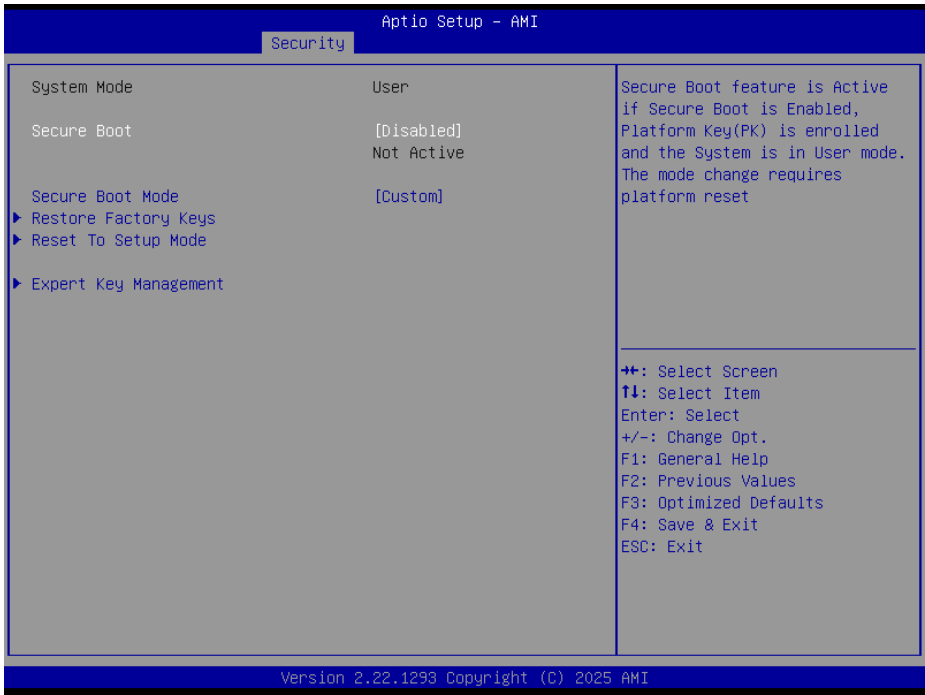 Aptio Setup - AMI
Security
System Mode User
Secure Boot [Disabled]
Not Active
Secure Boot Mode [Custom]
Restore Factory Keys
Reset To Setup Mode
Expert Key Management
Secure Boot feature is Active
if Secure Boot is Enabled,
Platform Key(PK) is enrolled
and the System is in User mode.
The mode change requires
platform reset
→←: Select Screen
↑↓: Select Item
Enter: Select
+/-: Change Opt.
F1: General Help
F2: Previous Values
F3: Optimized Defaults
F4: Save & Exit
ESC: Exit
Version 2.22.1293 Copyright (C) 2025 AMI